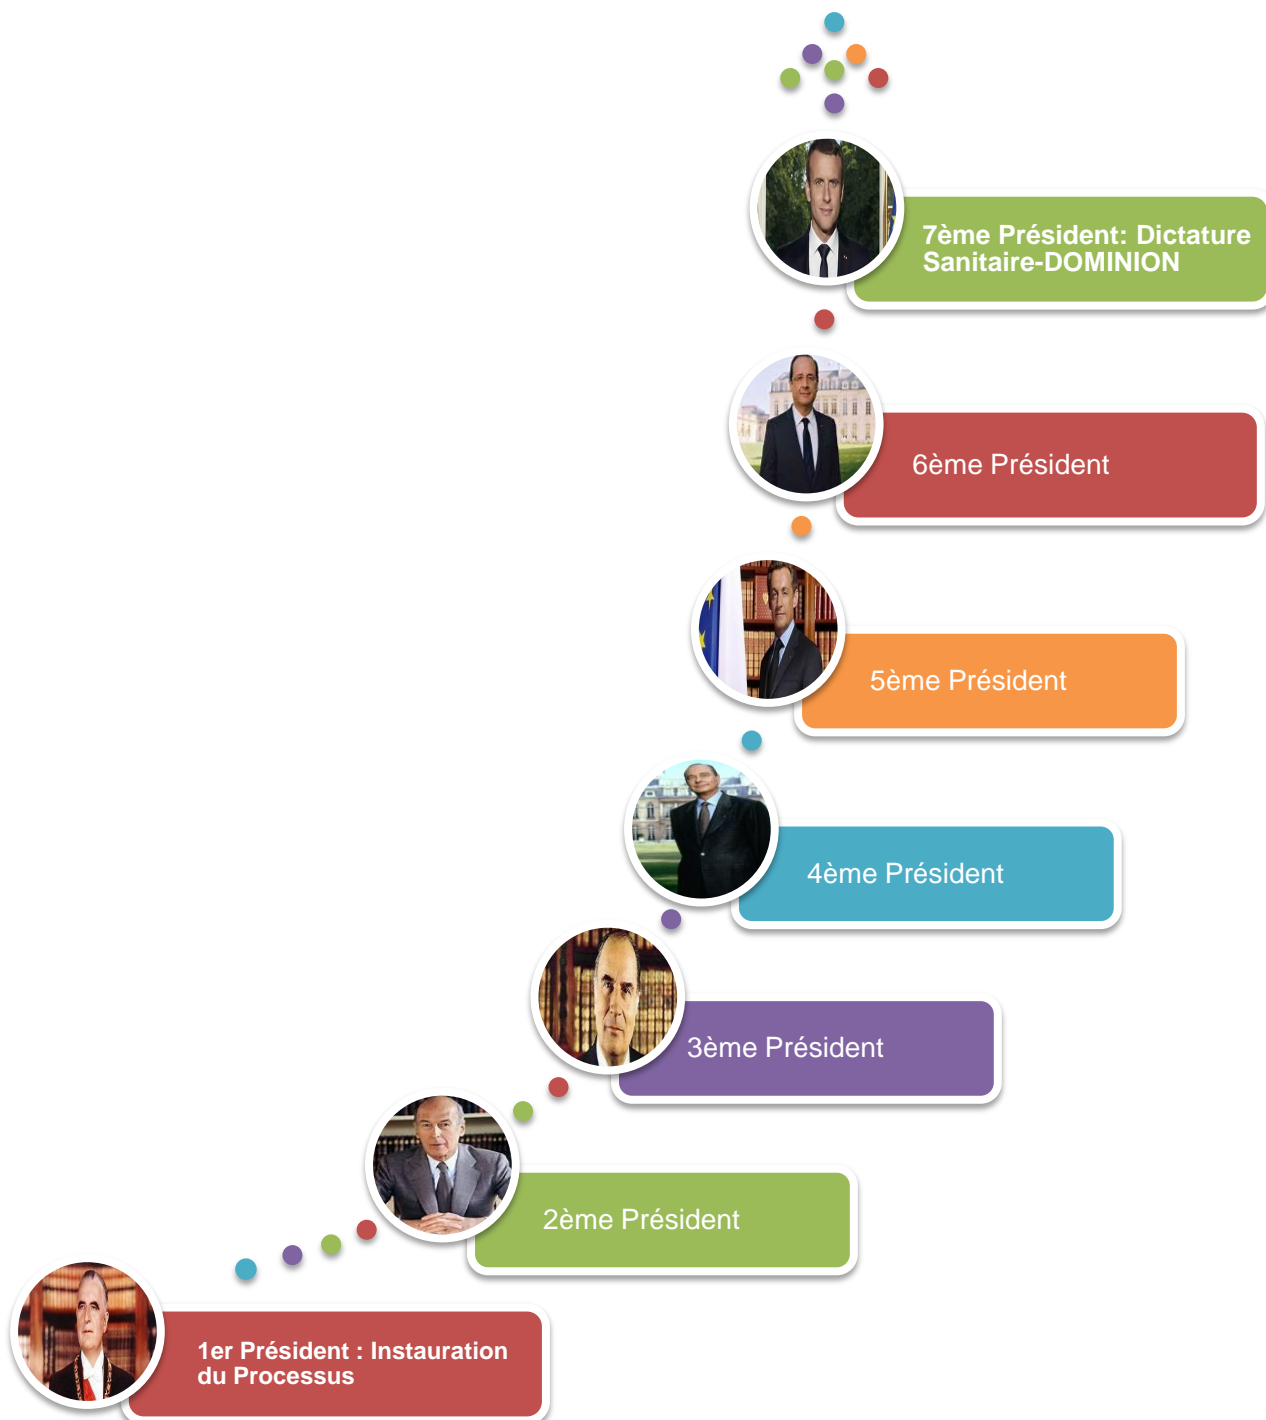 7ème Président: Dictature
Sanitaire-DOMINION
6ème Président
5ème Président
4ème Président
3ème Président
2ème Président
1er Président : Instauration
du Processus